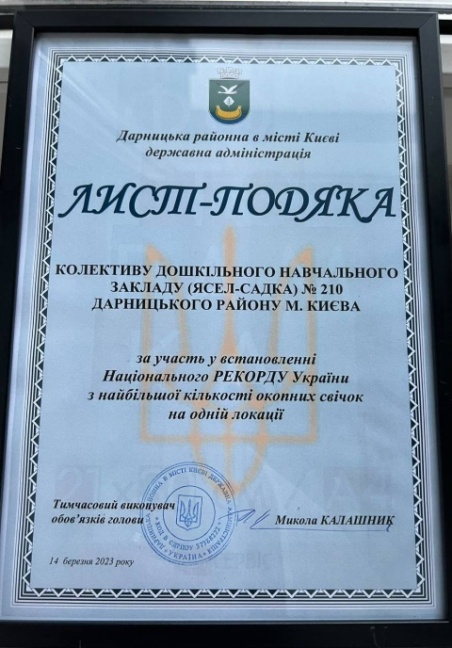 Дарницька районна в місті Києві
державна адміністрація
ЛИСТ-ПОДЯКА
КОЛЕКТИВУ ДОШКІЛЬНОГО НАВЧАЛЬНОГО
ЗАКЛАДУ (ЯСЕЛ-САДКА) № 210
ДАРНИЦЬКОГО РАЙОНУ М. КИЄВА
за участь у встановленні
Національного РЕКОРДУ України
з найбільшої кількості окопних свічок
на одній локації
Тимчасовий виконувач
обов'язків голови
Микола КАЛАШНИК
14 березня 2023 року